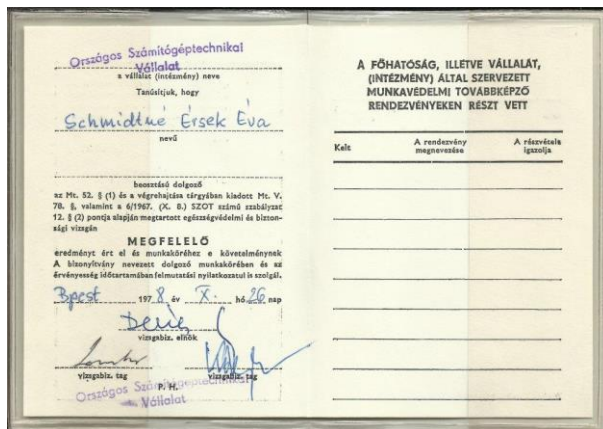 Országos Számítógéptechnikai
Vállalat
a vállalat (intézmény) neve
Tanúsítjuk, hogy
Schmidtné Érsek Éva
nevű
beosztású dolgozó
az Mt. 52. § (1) és a végrehajtása tárgyában kiadott Mt. V.
78. §, valamint a 6/1967. (X. 8.) SZOT számú szabályzat
12. § (2) pontja alapján megtartott egészségvédelmi és bizton-
sági vizsgán
MEGFELELŐ
eredményt ért el és munkaköréhez e követelménynek
A bizonyítvány nevezett dolgozó munkakörében és az
érvényesség időtartamában felmutatási nyilatkozatul is szolgál.
Bpest 1978 év X. hó 26 nap
vizsgabiz. elnök
vizsgabiz. tag vizsgabiz. tag
P. H.
Országos Számítógéptechnikai
Vállalat
A FŐHATÓSÁG, ILLETVE VÁLLALAT,
(INTÉZMÉNY) ÁLTAL SZERVEZETT
MUNKAVÉDELMI TOVÁBBKÉPZŐ
RENDEZVÉNYEKEN RÉSZT VETT
Kelt A rendezvény megnevezése A részvétels igazolja